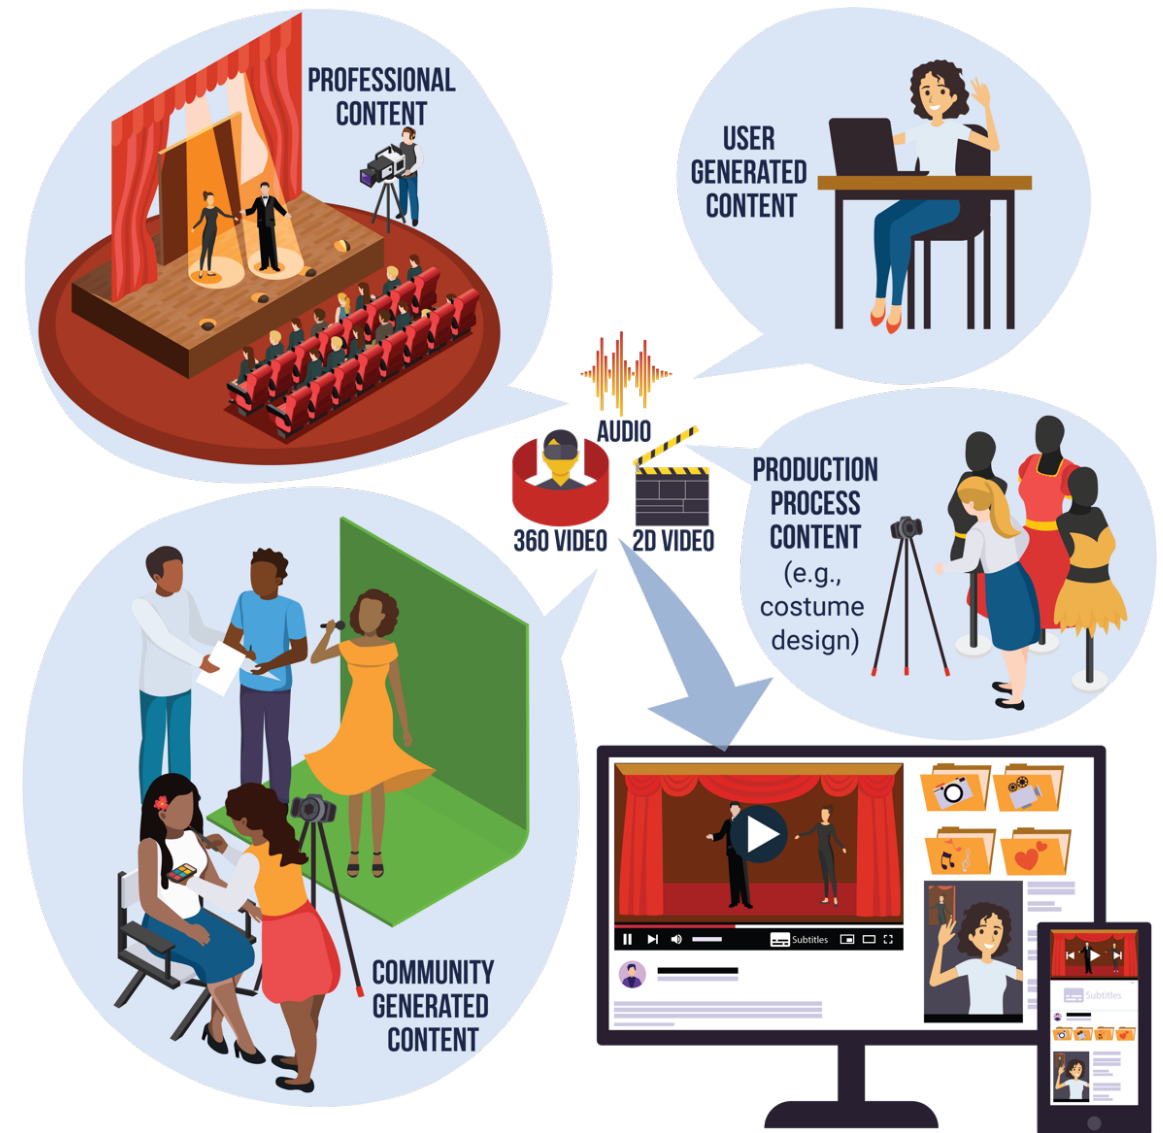 PROFESSIONAL
CONTENT
USER
GENERATED
CONTENT
AUDIO
360 VIDEO
2D VIDEO
PRODUCTION
PROCESS
CONTENT
(e.g.,
costume
design)
COMMUNITY
GENERATED
CONTENT
Subtitles
Subtitles